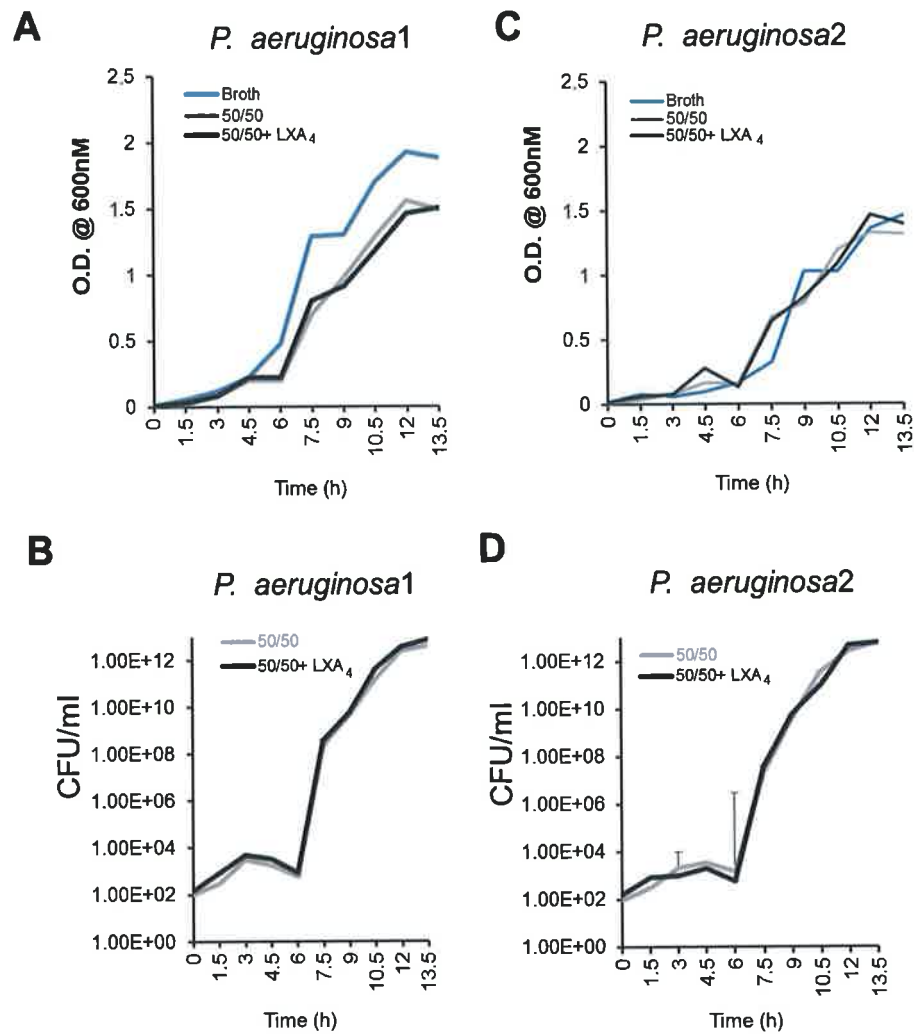 A
P. aeruginosa1
2.5
2
1.5
1
0.5
0
O.D. @ 600nM
Broth
50/50
50/50+ LXA4
0 1.5 3 4.5 6 7.5 9 10.5 12 13.5
Time (h)
C
P. aeruginosa2
2,5
2
1.5
1
0.5
0
O.D. @ 600nM
Broth
50/50
50/50+ LXA 4
0 1.5 3 4.5 6 7.5 9 10.5 12 13.5
Time (h)
B
P. aeruginosa1
1.00E+12
1.00E+10
1.00E+08
1.00E+06
1.00E+04
1.00E+02
1.00E+00
CFU/ml
50/50
50/50+ LXA4
0 1.5 3 4.5 6 7.5 9 10.5 12 13.5
Time (h)
D
P. aeruginosa2
1.00E+12
1.00E+10
1.00E+08
1.00E+06
1.00E+04
1.00E+02
1.00E+00
CFU/ml
50/50
50/50+ LXA 4
0 1.5 3 4.5 6 7.5 9 10.5 12 13.5
Time (h)